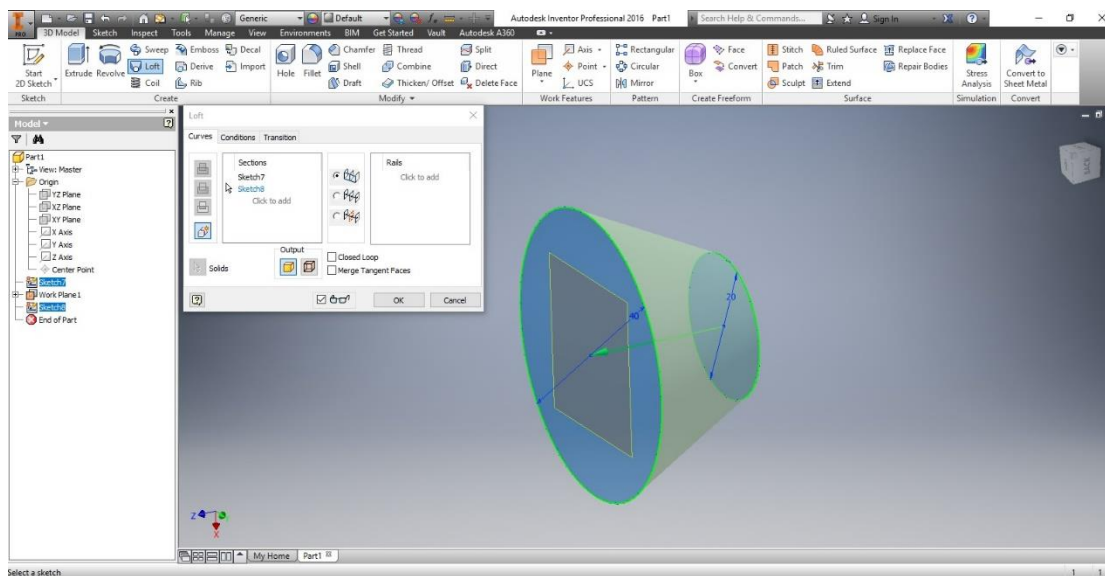 Generic Default Autodesk Inventor Professional 2016 Part1 Search Help & Commands... Sign In
PRO 3D Model Sketch Inspect Tools Manage View Environments BIM Get Started Vault Autodesk A360
Start 2D Sketch
Extrude Revolve
Sweep Emboss Decal
Loft Derive Import
Coil Rib
Hole Fillet
Chamfer Thread Split
Shell Combine Direct
Draft Thicken/ Offset Delete Face
Plane
Axis
Point
UCS
Rectangular
Circular
Mirror
Box
Face
Convert
Stitch Ruled Surface Replace Face
Patch Trim Repair Bodies
Sculpt Extend
Stress Analysis
Convert to Sheet Metal
Sketch Create Modify Work Features Pattern Create Freeform Surface Simulation Convert
Model
Part1
View: Master
Origin
YZ Plane
XZ Plane
XY Plane
X Axis
Y Axis
Z Axis
Center Point
Sketch7
Work Plane1
Sketch8
End of Part
Loft
Curves Conditions Transition
Sections
Sketch7
Sketch8
Click to add
Rails
Click to add
Output
Closed Loop
Solids
Merge Tangent Faces
OK Cancel
BACK
20
40
Z
X
My Home Part1
Select a sketch 1 1